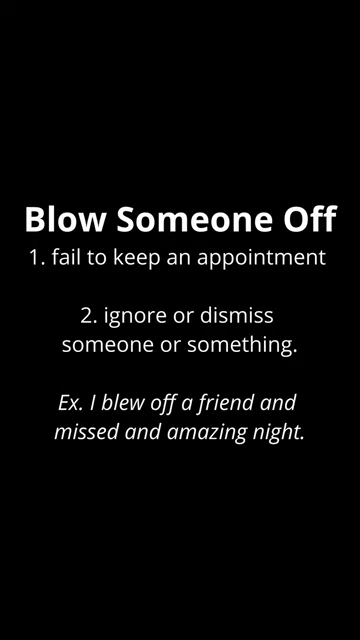 Blow Someone Off
1. fail to keep an appointment
2. ignore or dismiss
someone or something.
Ex. I blew off a friend and
missed and amazing night.